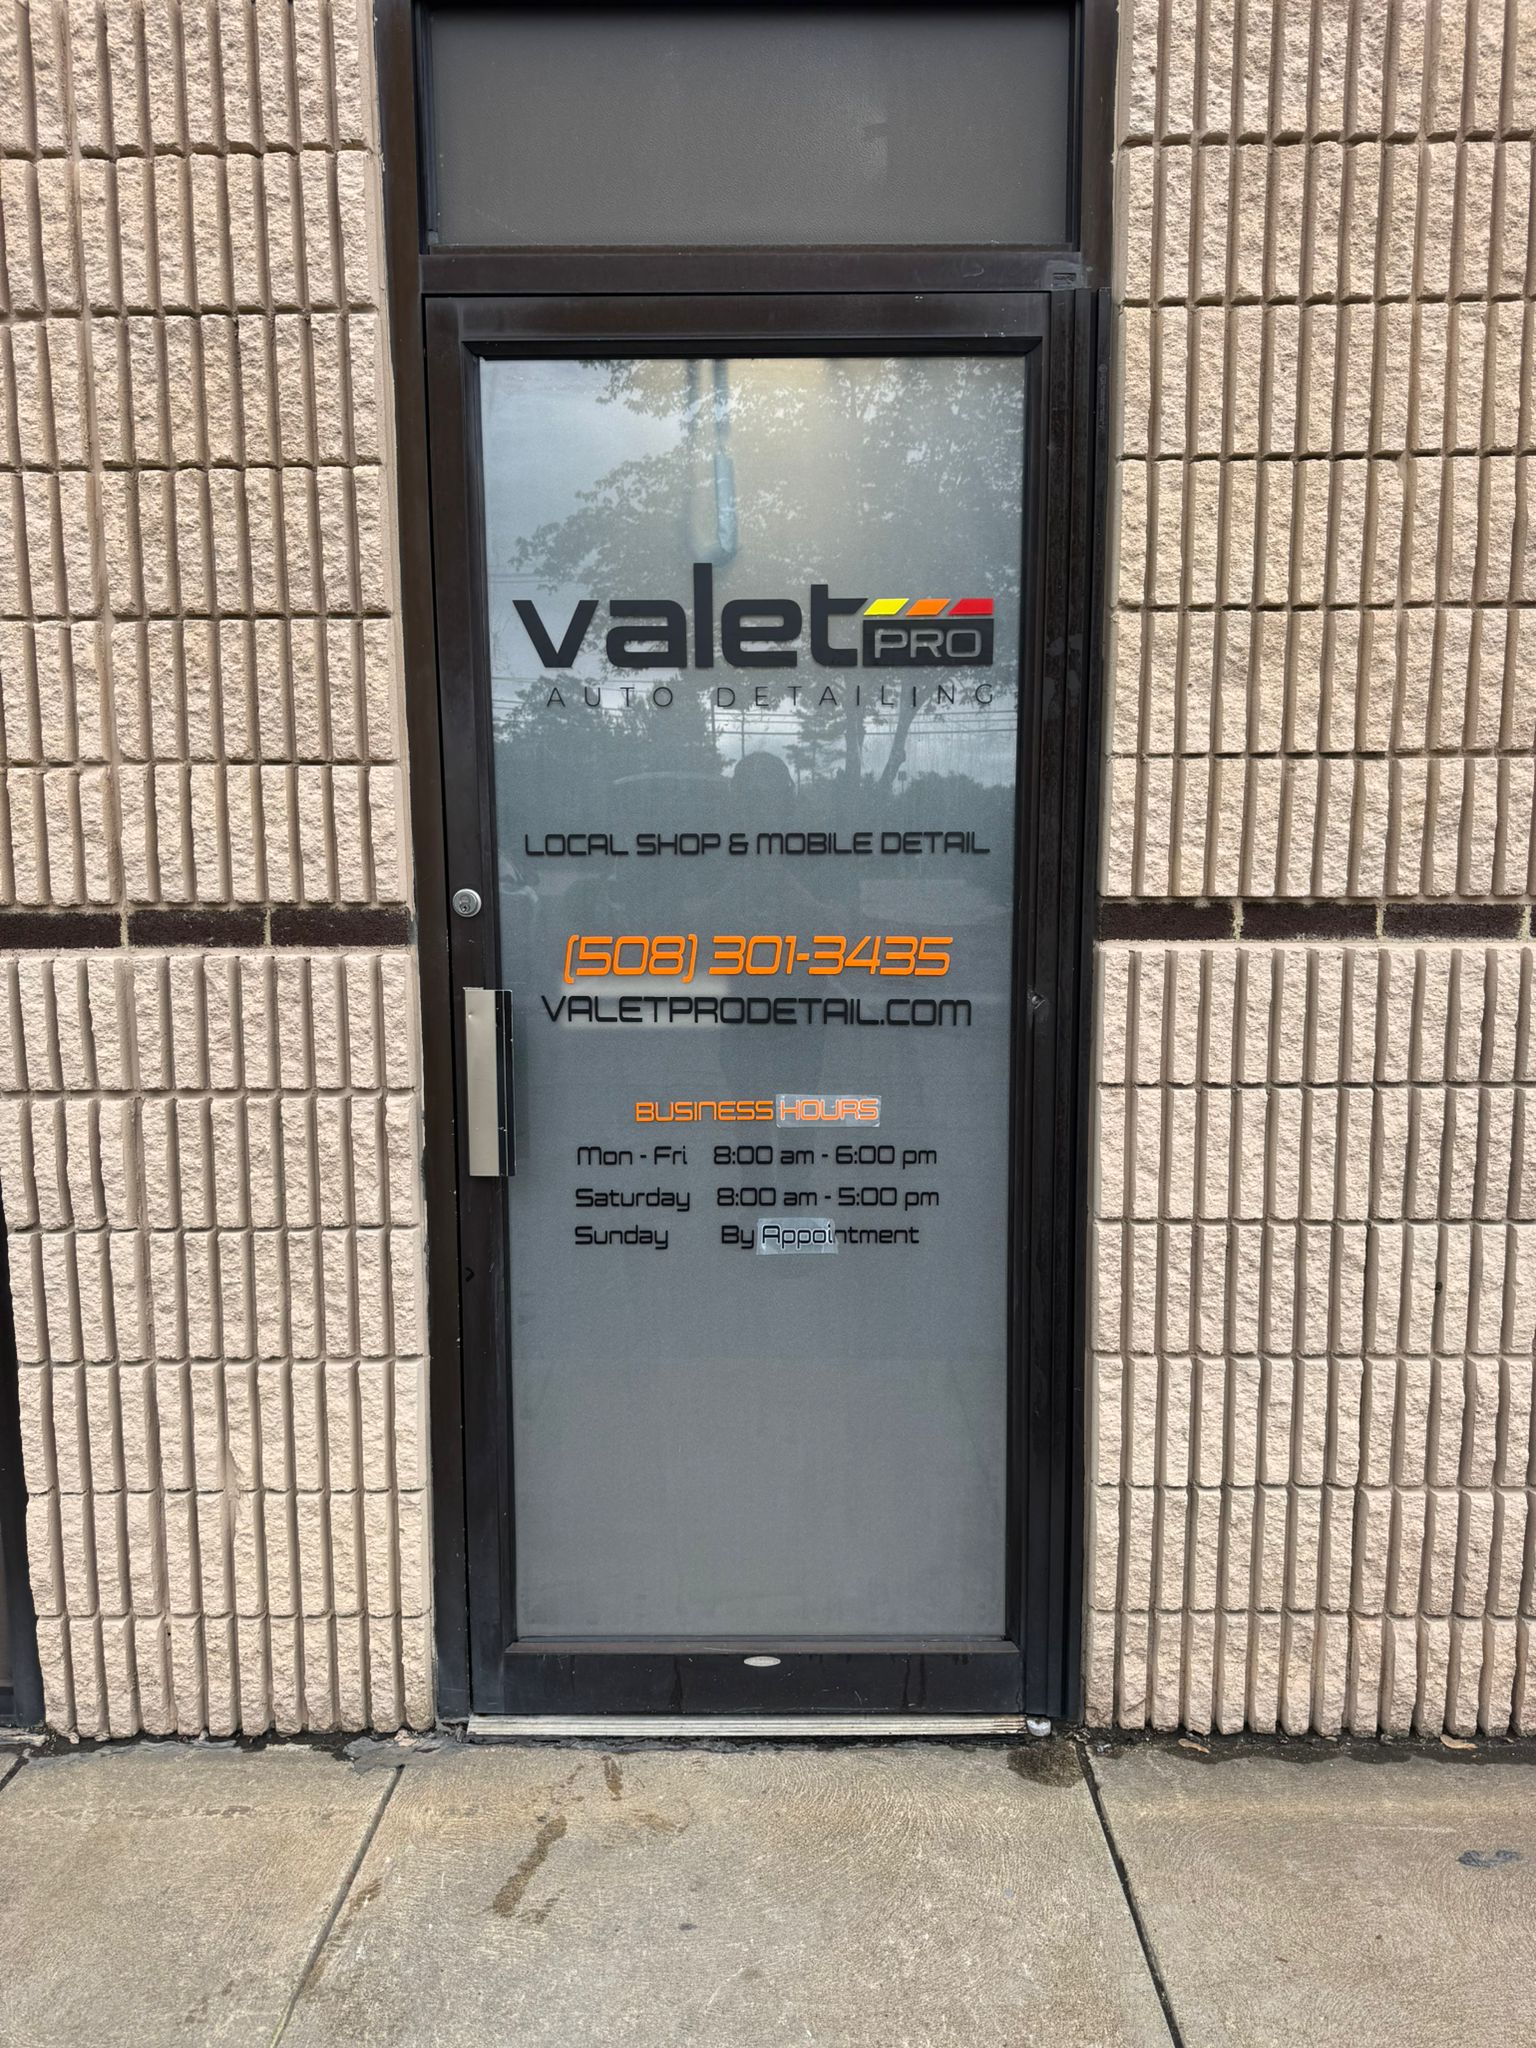 valet PRO
AUTO DETAILING
LOCAL SHOP & MOBILE DETAIL
(508) 301-3435
VALETPRODETAIL.COM
BUSINESS HOURS
Mon - Fri 8:00 am - 6:00 pm
Saturday 8:00 am - 5:00 pm
Sunday By Appointment